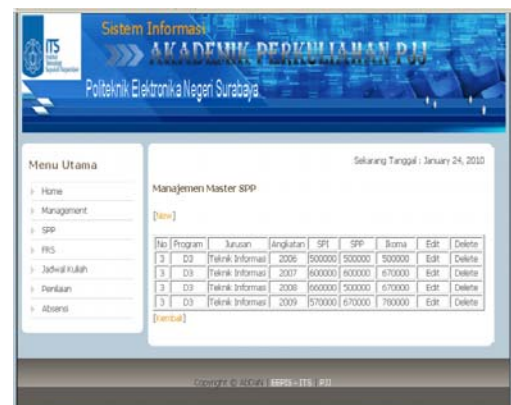 ITS
Sistem Informasi
AKADEMIK PERKULIAHAN PJJ
Politeknik Elektronika Negeri Surabaya
Menu Utama
Home
Management
SPP
FRS
Jadwal Kuliah
Penilaian
Absensi
Sekarang Tanggal : January 24, 2010
Manajemen Master SPP
[New]
No Program Jurusan Angkatan SPI SPP Ikoma Edit Delete
3 D3 Teknik Informasi 2006 500000 500000 500000 Edit Delete
3 D3 Teknik Informasi 2007 600000 600000 670000 Edit Delete
3 D3 Teknik Informasi 2008 660000 500000 670000 Edit Delete
3 D3 Teknik Informasi 2009 570000 670000 780000 Edit Delete
[Kembali]
Copyright © | EEPIS - ITS | PJJ